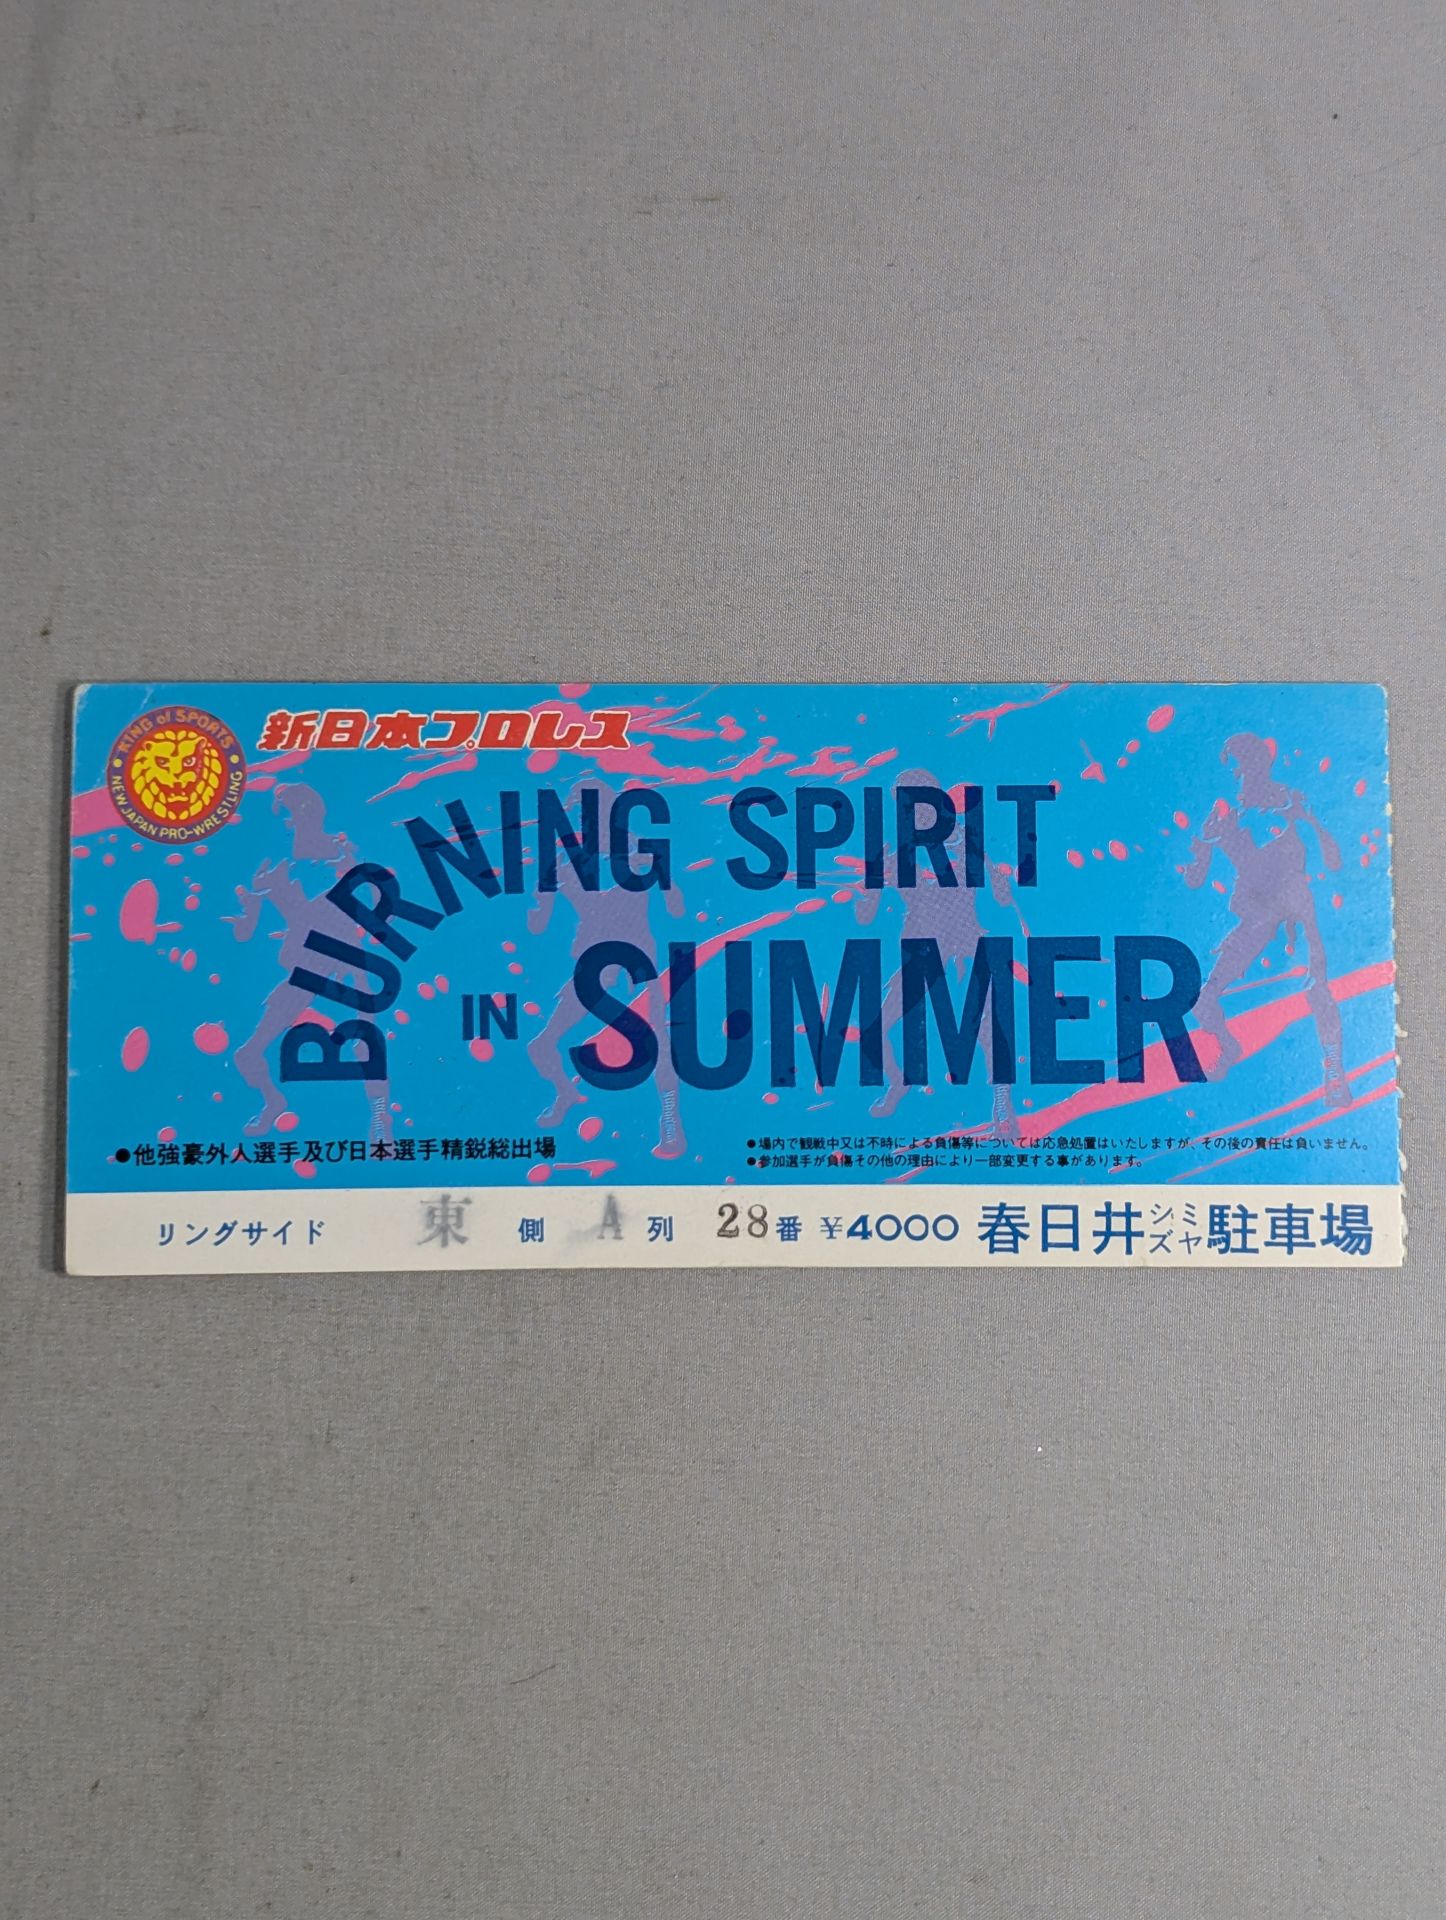 KING of SPORTS
NEW JAPAN PRO-WRESTLING
新日本プロレス
BURNING SPIRIT
IN SUMMER
●他強豪外人選手及び日本選手精鋭総出場
●場内で観戦中又は不時による負傷等については応急処置はいたしますが、その後の責任は負いません。
●参加選手が負傷その他の理由により一部変更する事があります。
リングサイド 東 側 A 列 28番 ¥4000 春日井シミズヤ駐車場